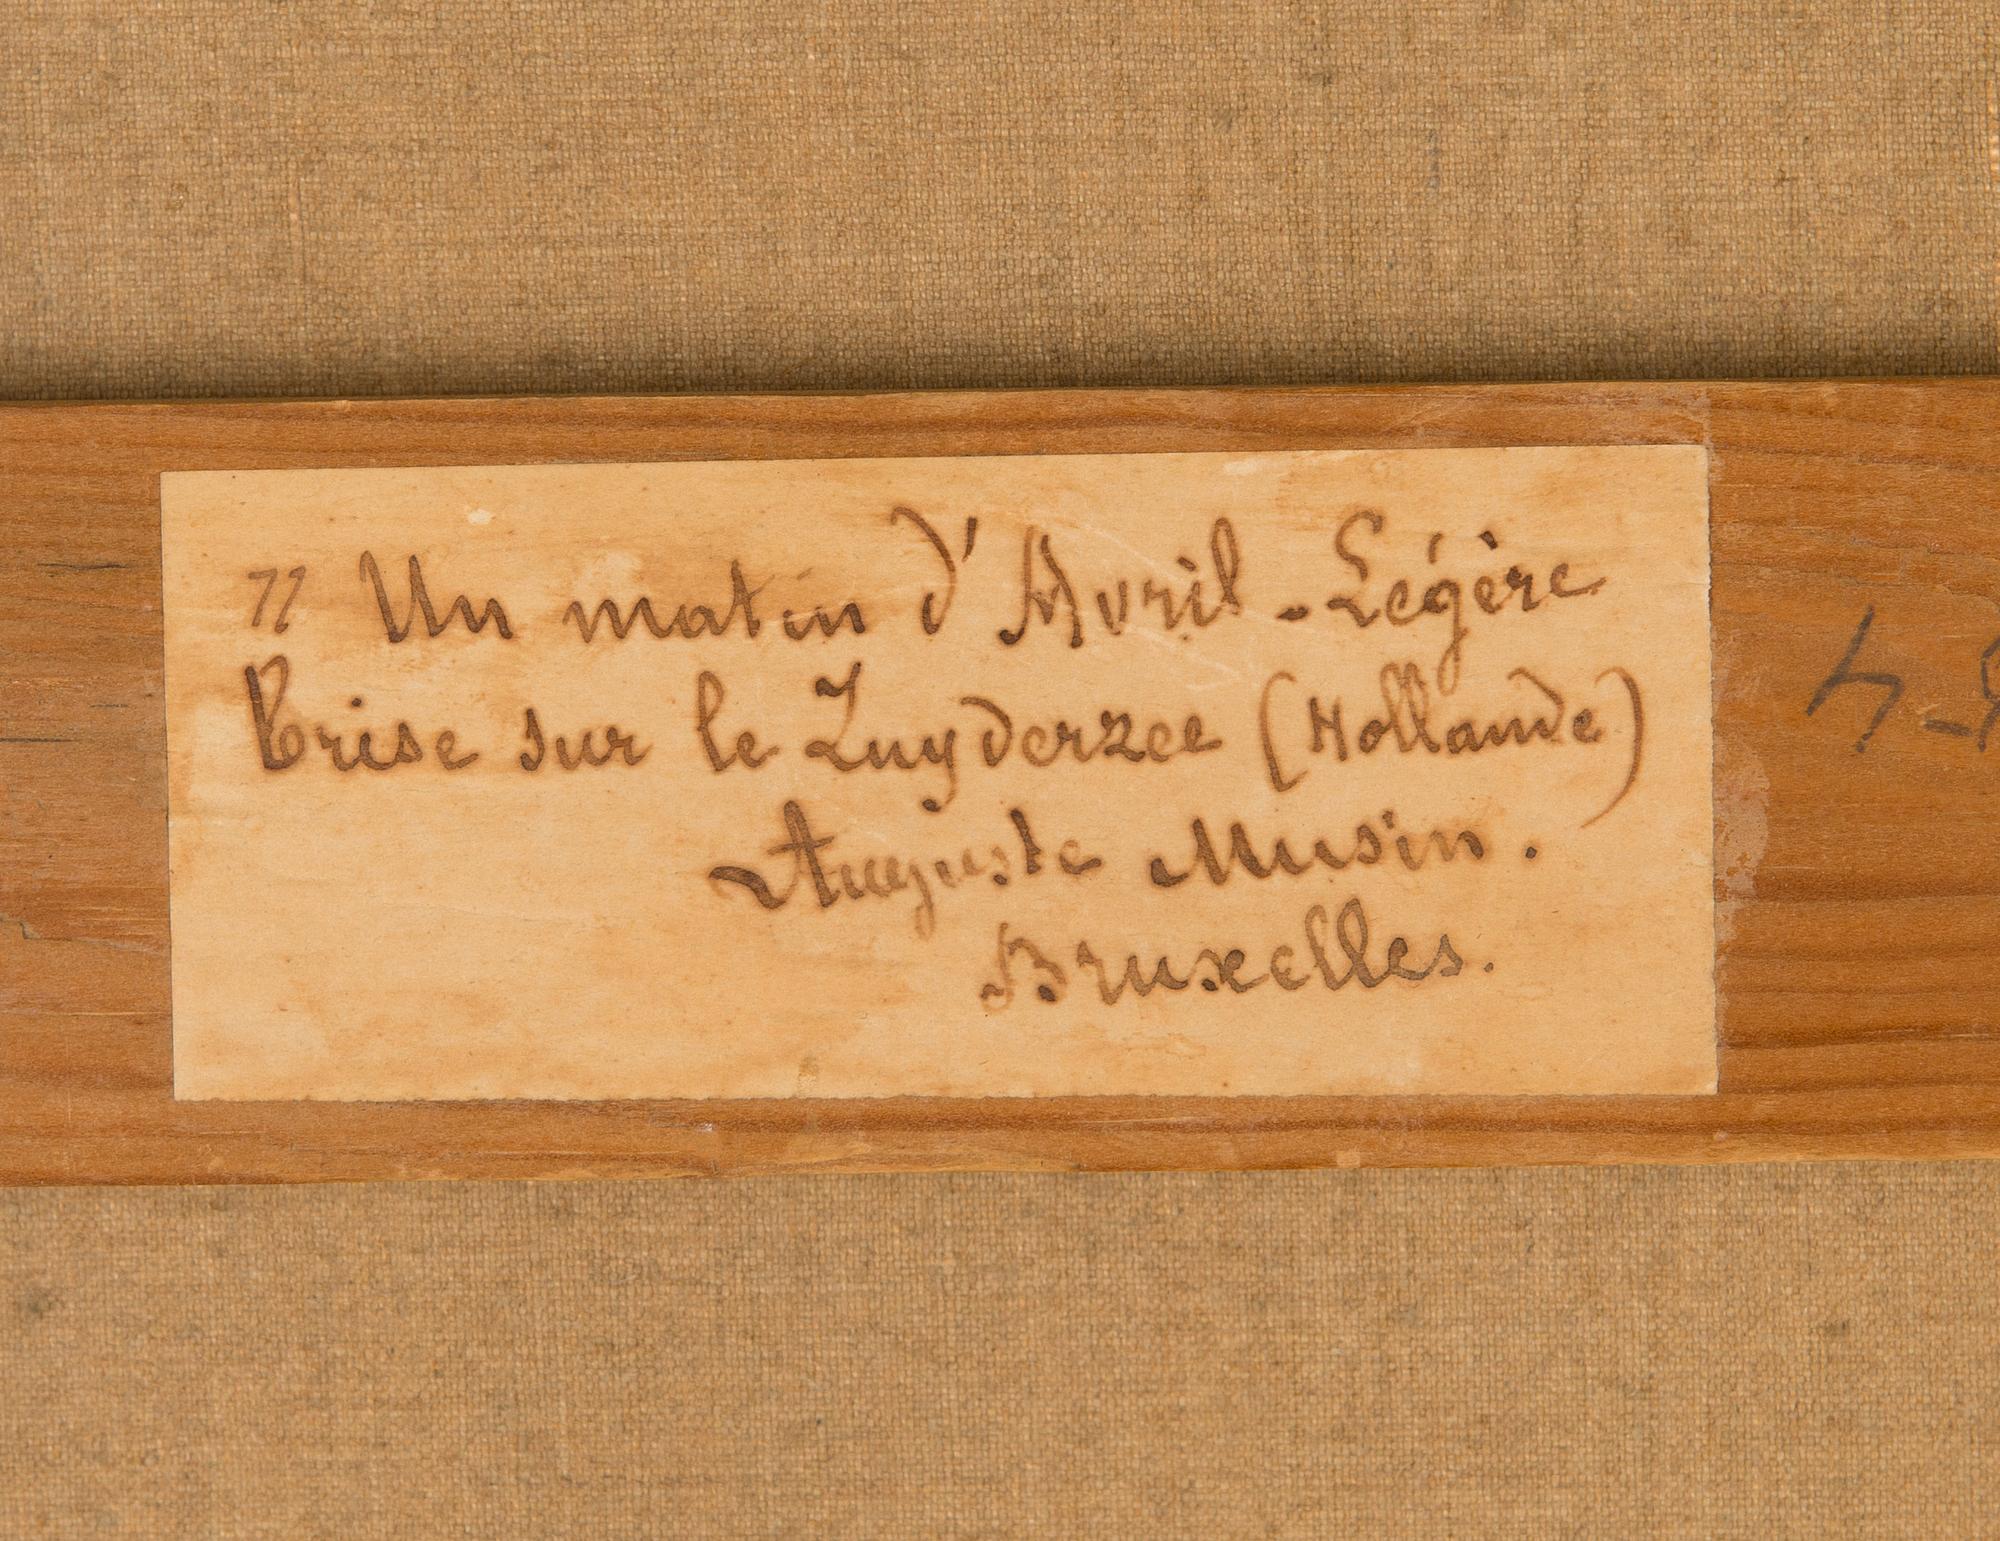 77 Un matin d'Avril - Légère
brise sur le Zuyderzee (Hollande)
Auguste Musin.
Bruxelles.